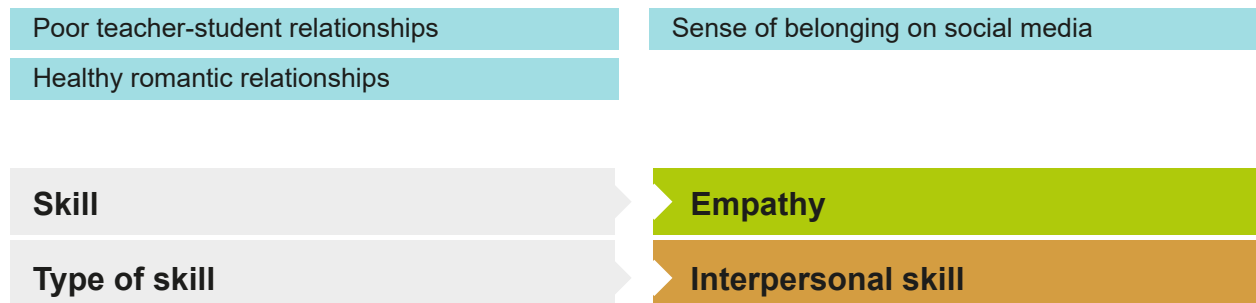 Poor teacher-student relationships
Sense of belonging on social media
Healthy romantic relationships
Skill
Empathy
Type of skill
Interpersonal skill